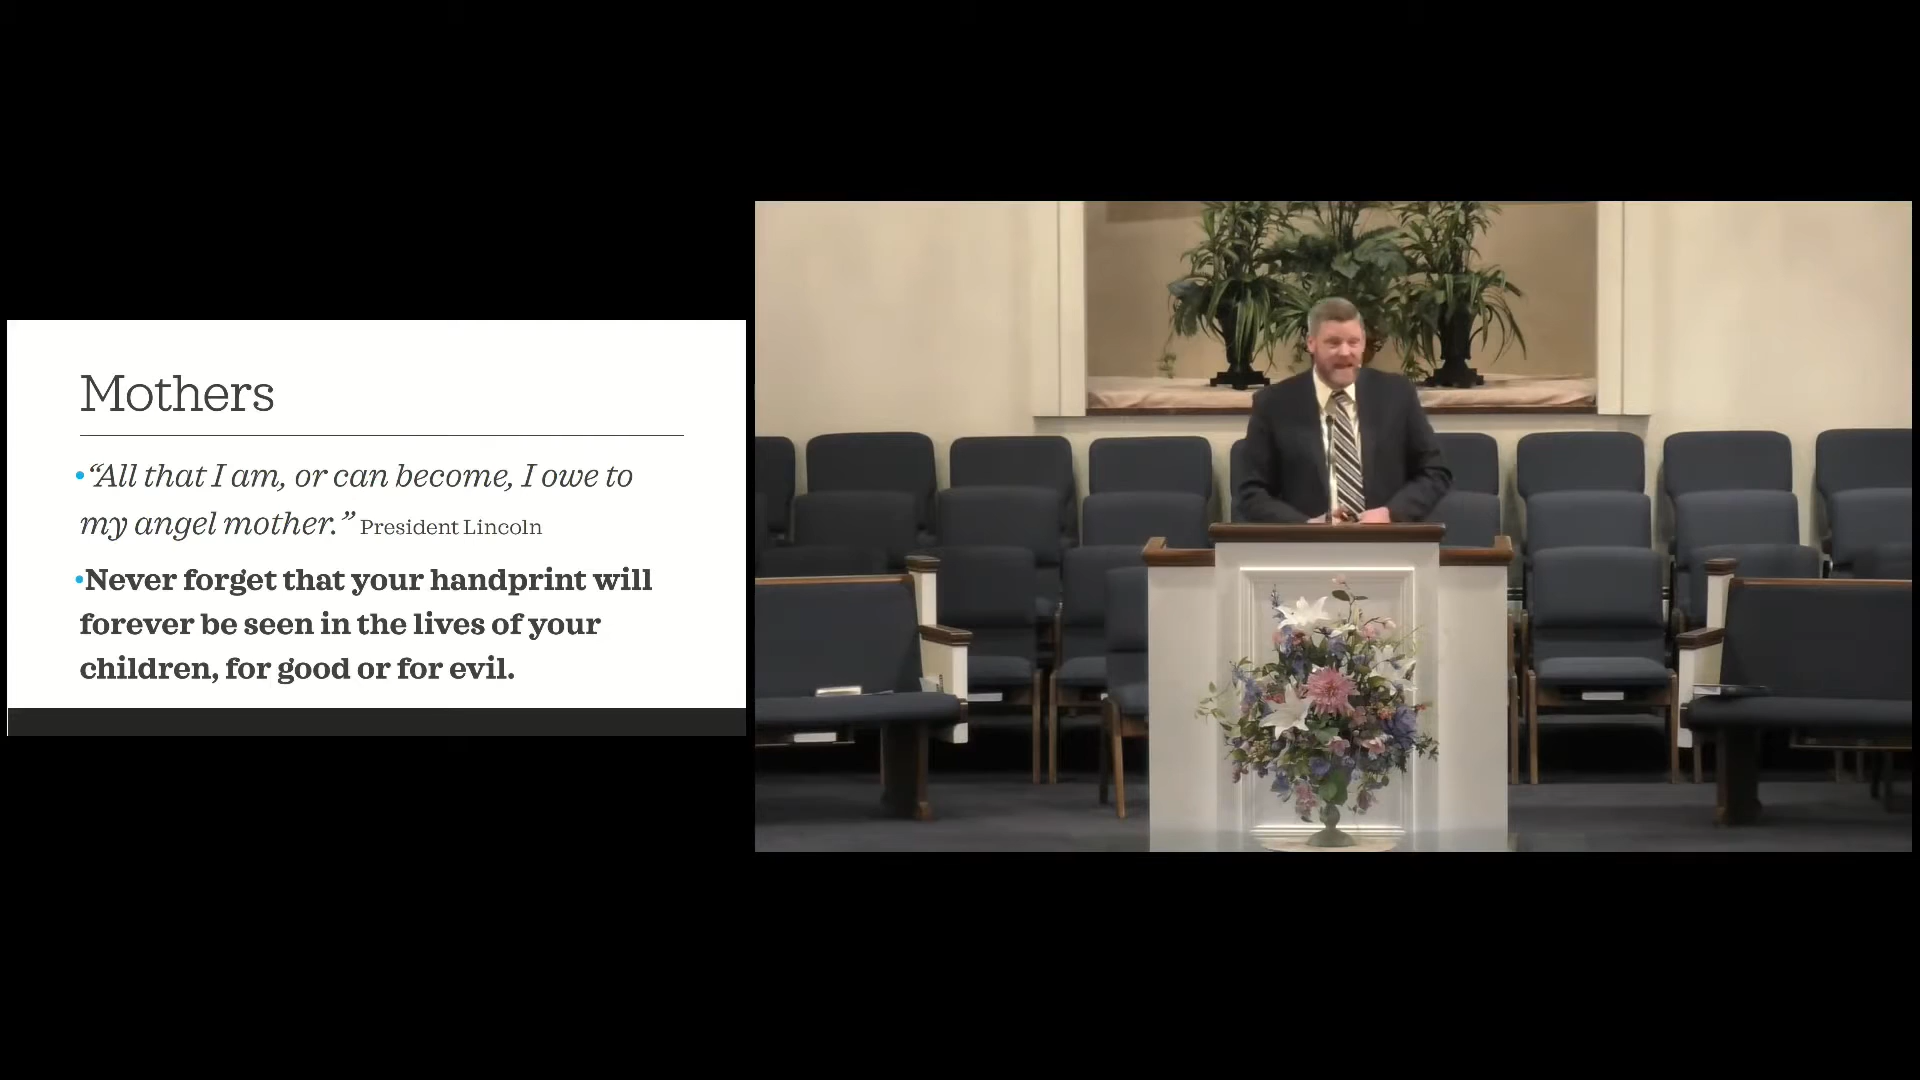 Mothers
•“All that I am, or can become, I owe to
my angel mother.” President Lincoln
•Never forget that your handprint will
forever be seen in the lives of your
children, for good or for evil.